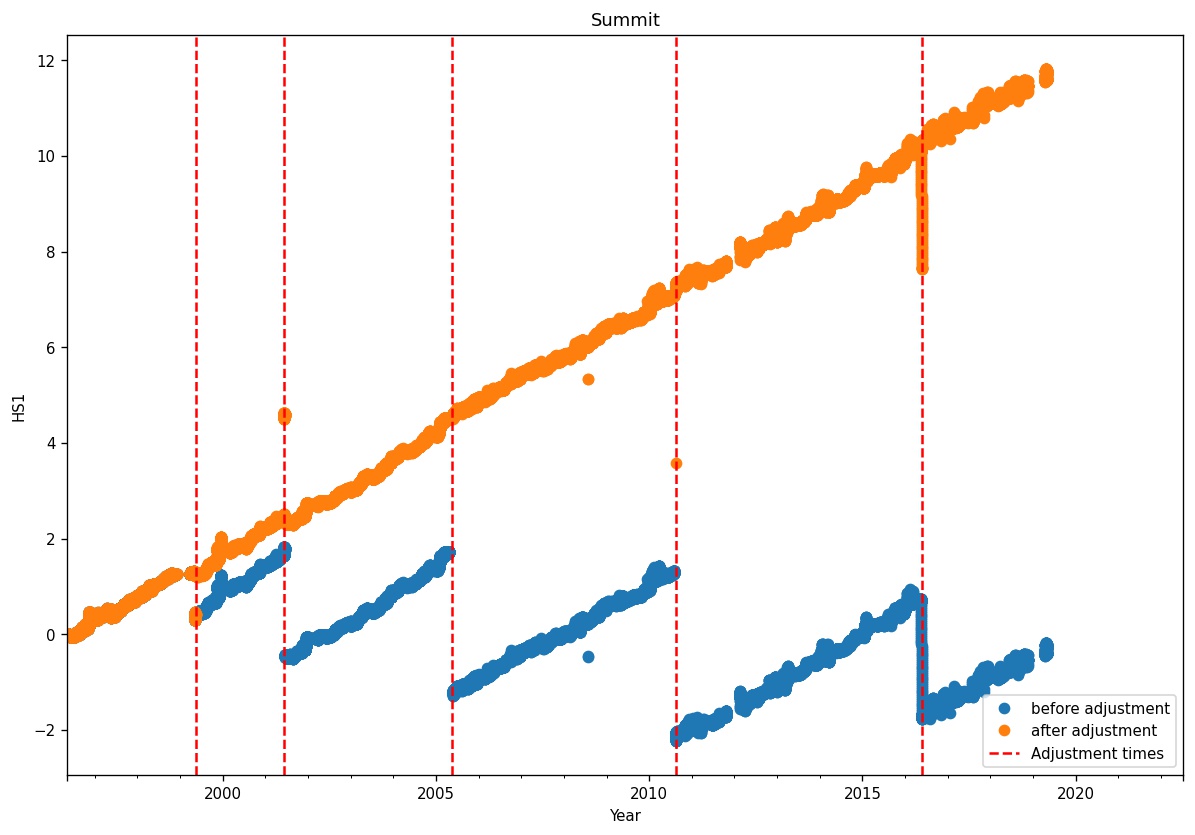 Summit
HS1
12
10
8
6
4
2
0
−2
2000
2005
2010
2015
2020
Year
before adjustment
after adjustment
Adjustment times